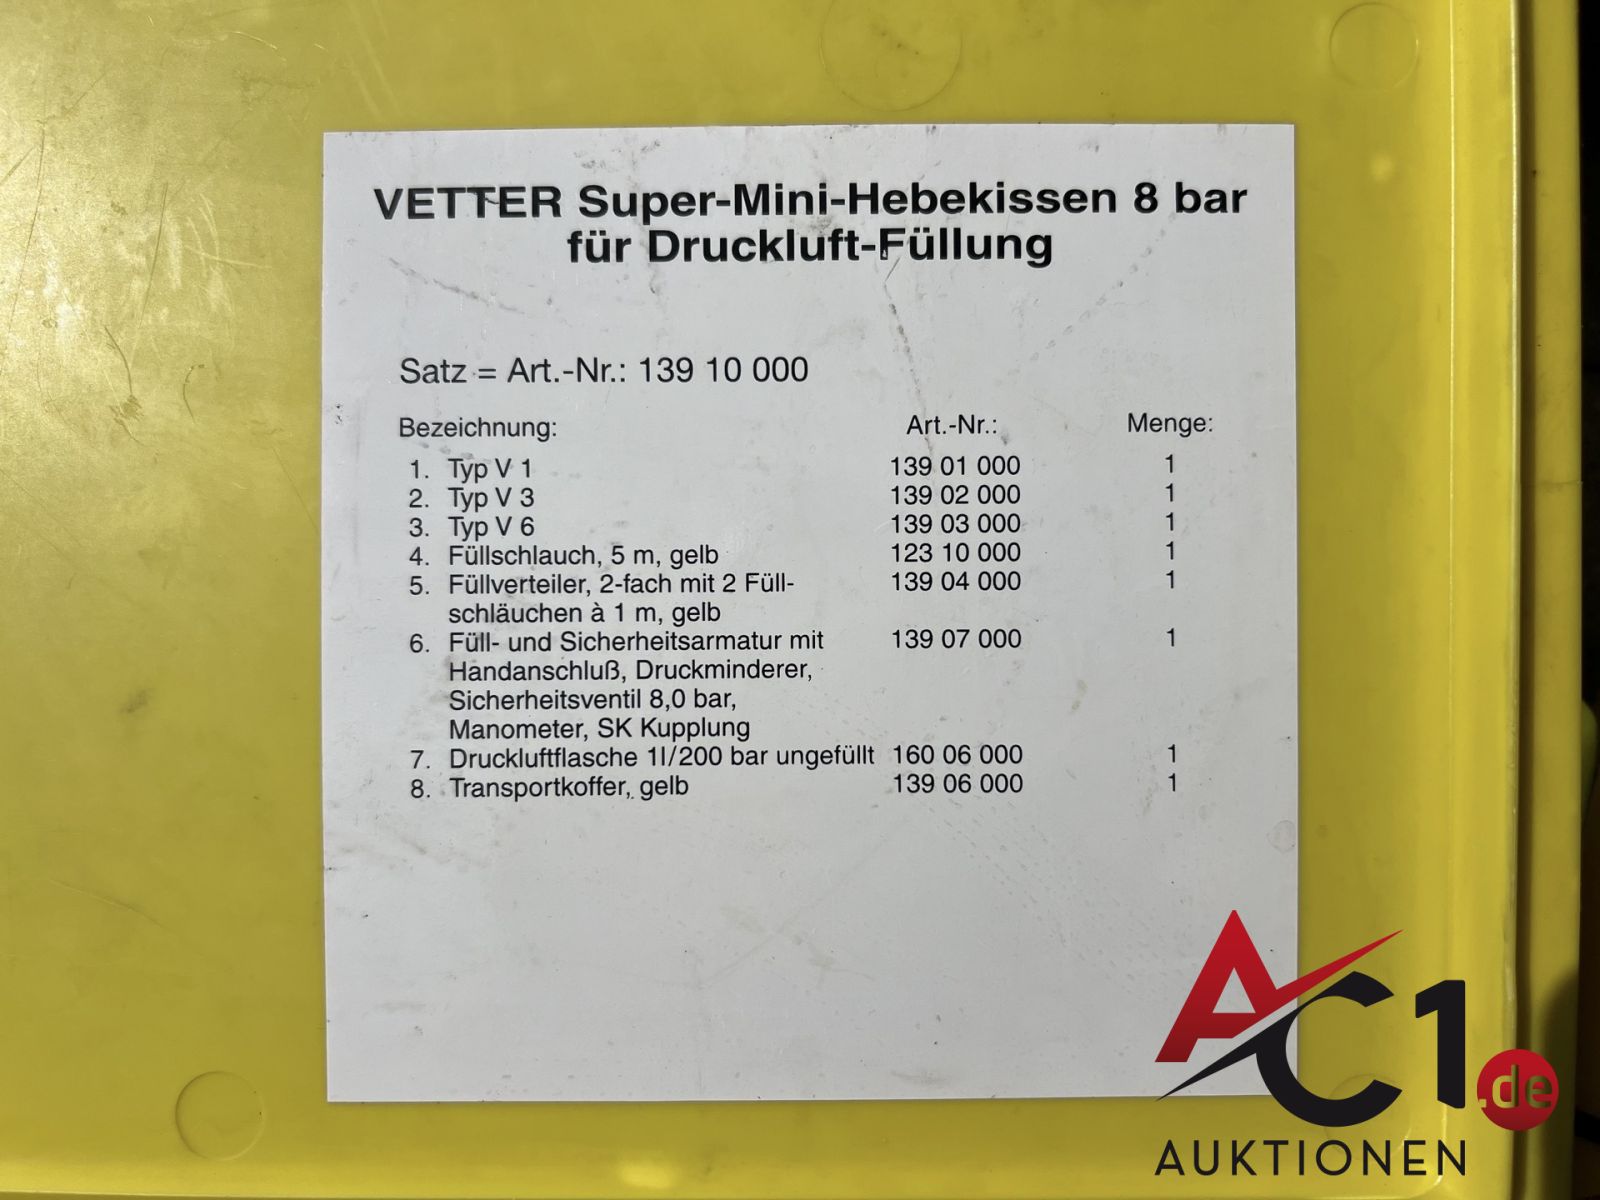 VETTER Super-Mini-Hebekissen 8 bar
für Druckluft-Füllung
Satz = Art.-Nr.: 139 10 000
Bezeichnung: Art.-Nr.: Menge:
1. Typ V 1 139 01 000 1
2. Typ V 3 139 02 000 1
3. Typ V 6 139 03 000 1
4. Füllschlauch, 5 m, gelb 123 10 000 1
5. Füllverteiler, 2-fach mit 2 Füll- 139 04 000 1
schläuchen à 1 m, gelb
6. Füll- und Sicherheitsarmatur mit 139 07 000 1
Handanschluß, Druckminderer,
Sicherheitsventil 8,0 bar,
Manometer, SK Kupplung
7. Druckluftflasche 1l/200 bar ungefüllt 160 06 000 1
8. Transportkoffer, gelb 139 06 000 1
AC1.de
AUKTIONEN